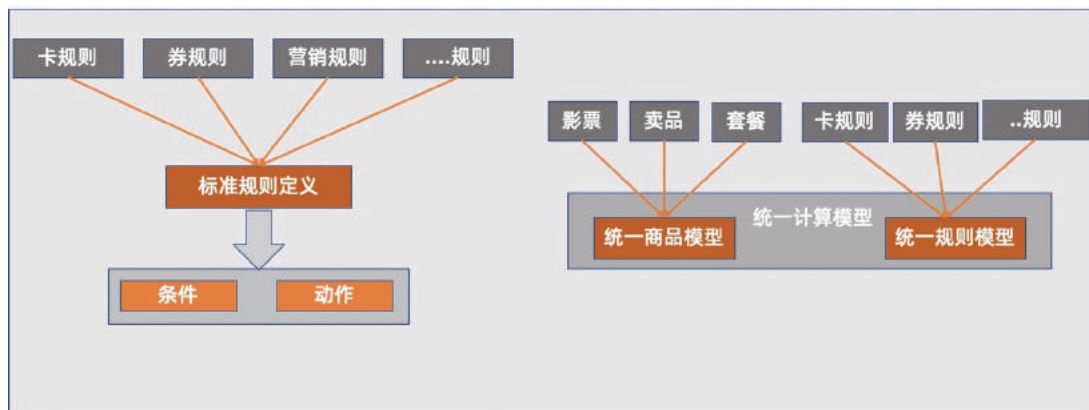 卡规则
券规则
营销规则
....规则
标准规则定义
条件
动作
影票
卖品
套餐
卡规则
券规则
..规则
统一计算模型
统一商品模型
统一规则模型